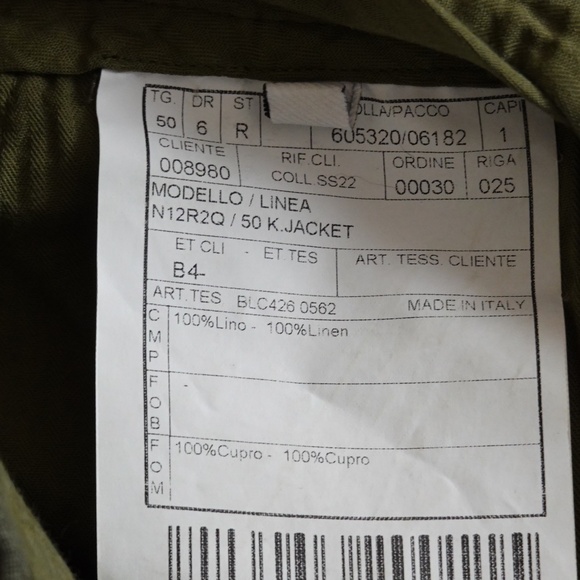 TG. DR ST OLLA/PACCO CAPI
50 6 R 605320/06182 1
CLIENTE RIF.CLI. ORDINE RIGA
008980 COLL SS22 00030 025
MODELLO / LINEA
N12R2Q / 50 K.JACKET
ET CLI - ET.TES ART. TESS. CLIENTE
B4-
ART.TES BLC426 0562 MADE IN ITALY
CMP 100%Lino - 100%Linen
FOB -
FOM 100%Cupro - 100%Cupro